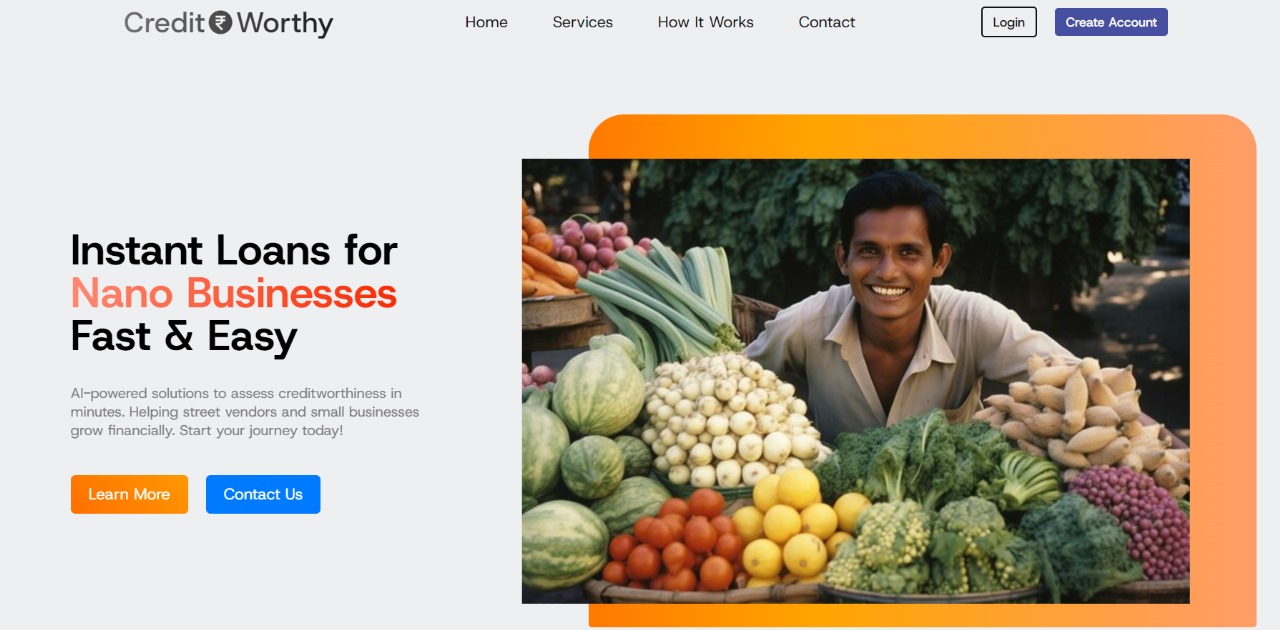 Credit₹Worthy
Home Services How It Works Contact
Login Create Account
Instant Loans for
Nano Businesses
Fast & Easy
AI-powered solutions to assess creditworthiness in
minutes. Helping street vendors and small businesses
grow financially. Start your journey today!
Learn More Contact Us